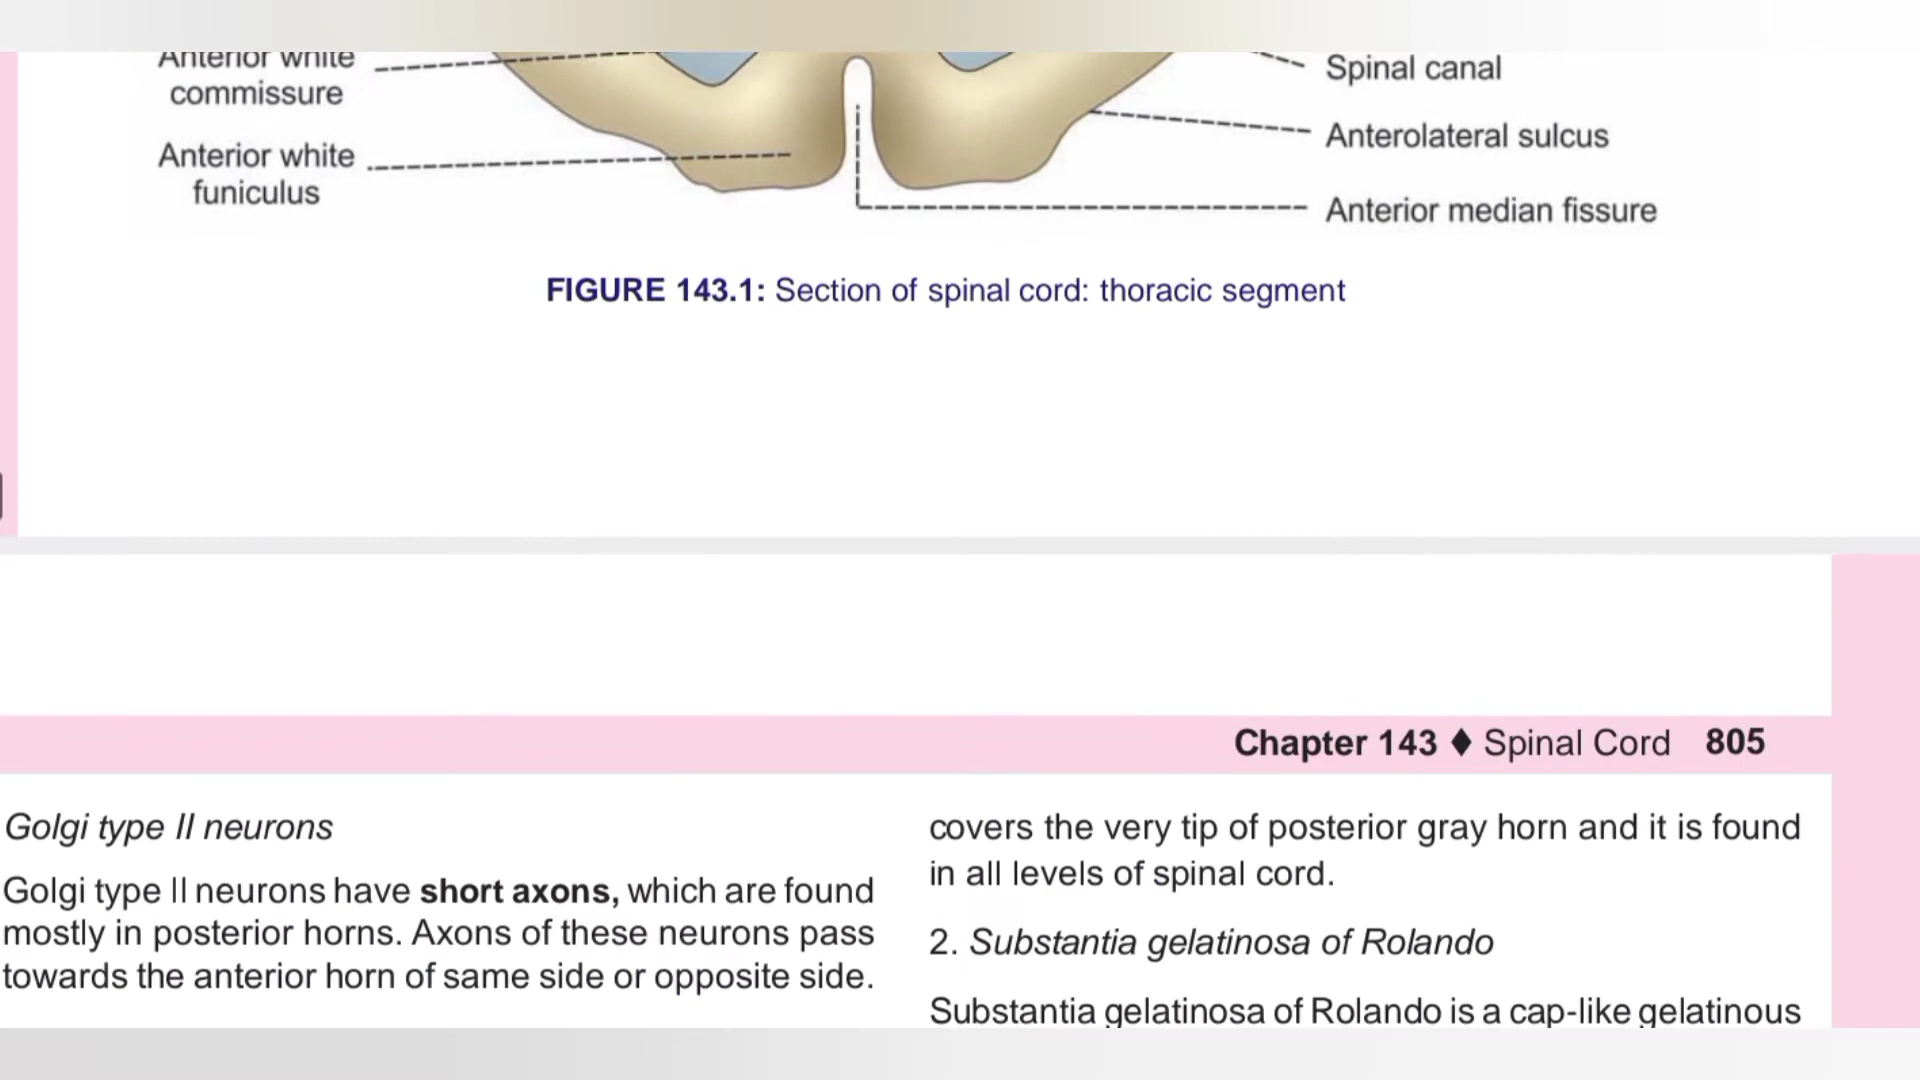 Anterior white
commissure
Anterior white
funiculus
Spinal canal
Anterolateral sulcus
Anterior median fissure
FIGURE 143.1: Section of spinal cord: thoracic segment
Chapter 143 ♦ Spinal Cord 805
Golgi type II neurons
Golgi type II neurons have short axons, which are found
mostly in posterior horns. Axons of these neurons pass
towards the anterior horn of same side or opposite side.
covers the very tip of posterior gray horn and it is found
in all levels of spinal cord.
2. Substantia gelatinosa of Rolando
Substantia gelatinosa of Rolando is a cap-like gelatinous